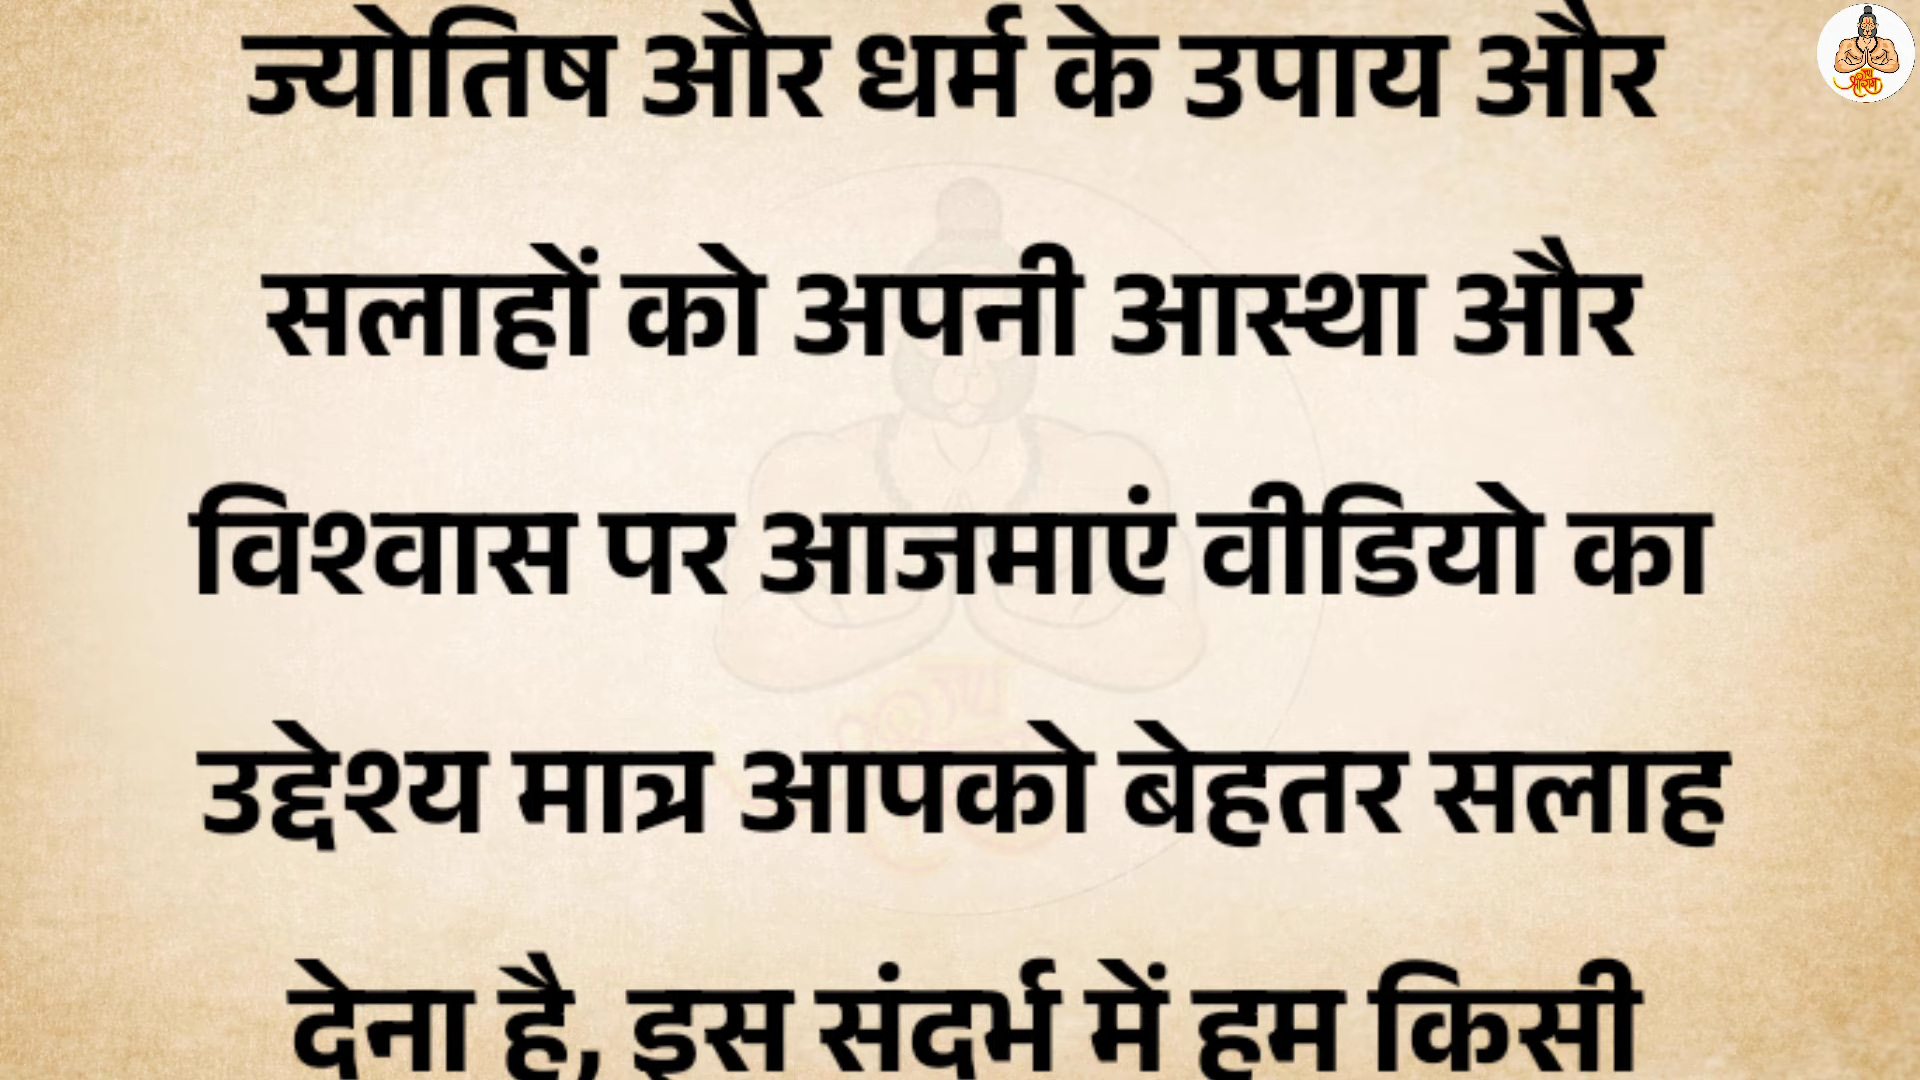 ज्योतिष और धर्म के उपाय और
सलाहों को अपनी आस्था और
विश्वास पर आजमाएं वीडियो का
उद्देश्य मात्र आपको बेहतर सलाह
देना है, इस संदर्भ में हम किसी